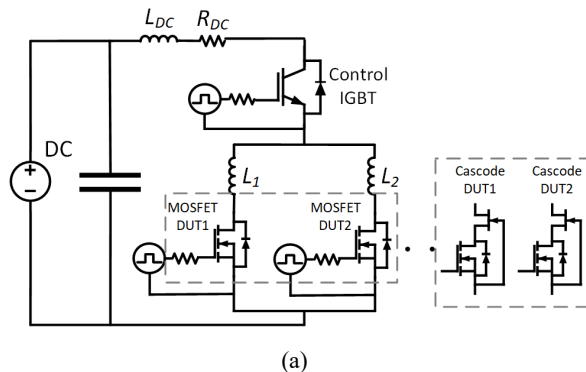 L_DC R_DC
Control
IGBT
DC
L_1
L_2
MOSFET
DUT1
MOSFET
DUT2
Cascode
DUT1
Cascode
DUT2
(a)